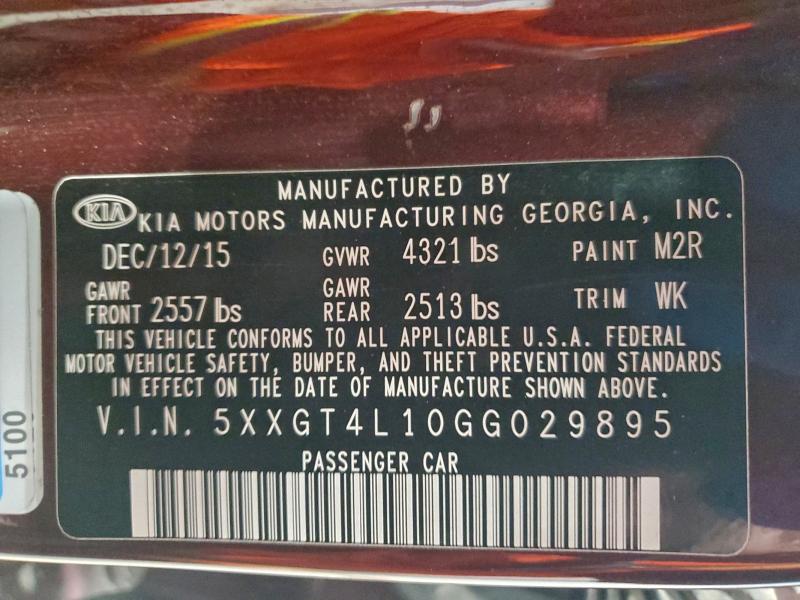 MANUFACTURED BY
KIA KIA MOTORS MANUFACTURING GEORGIA, INC.
DEC/12/15 GVWR 4321 lbs PAINT M2R
GAWR FRONT 2557 lbs GAWR REAR 2513 lbs TRIM WK
THIS VEHICLE CONFORMS TO ALL APPLICABLE U.S.A. FEDERAL
MOTOR VEHICLE SAFETY, BUMPER, AND THEFT PREVENTION STANDARDS
IN EFFECT ON THE DATE OF MANUFACTURE SHOWN ABOVE.
V.I.N. 5XXGT4L10GG029895
PASSENGER CAR
5100